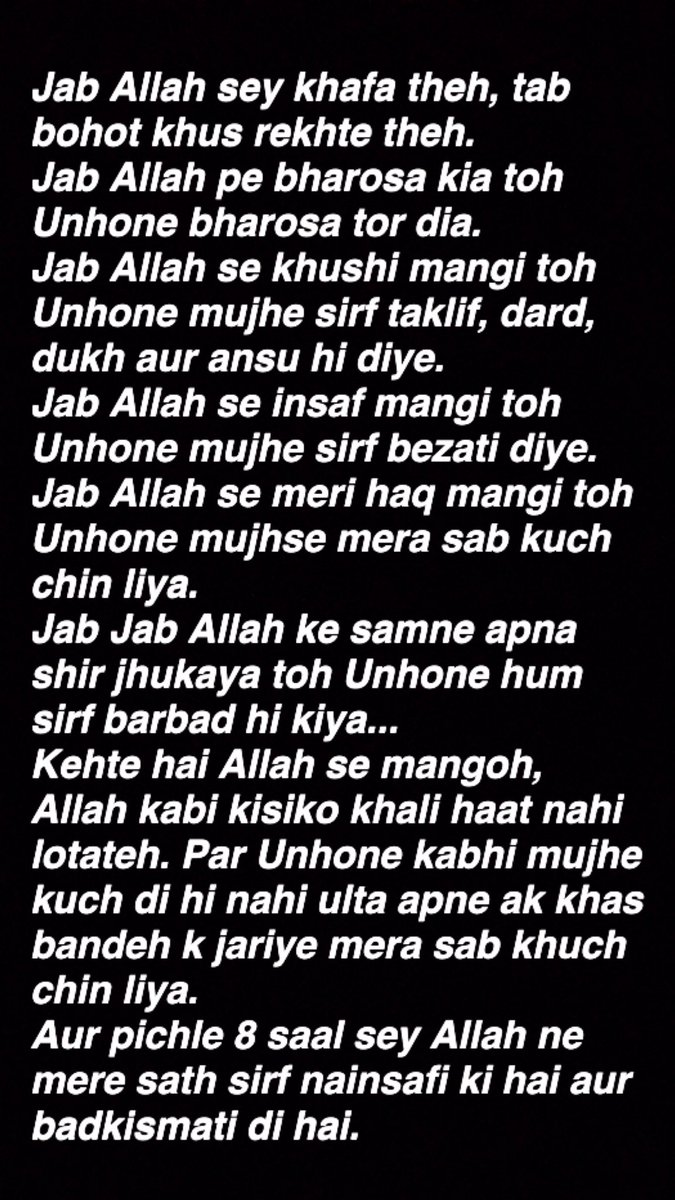 Jab Allah sey khafa theh, tab
bohot khus rekhte theh.
Jab Allah pe bharosa kia toh
Unhone bharosa tor dia.
Jab Allah se khushi mangi toh
Unhone mujhe sirf taklif, dard,
dukh aur ansu hi diye.
Jab Allah se insaf mangi toh
Unhone mujhe sirf bezati diye.
Jab Allah se meri haq mangi toh
Unhone mujhse mera sab kuch
chin liya.
Jab Jab Allah ke samne apna
shir jhukaya toh Unhone hum
sirf barbad hi kiya...
Kehte hai Allah se mangoh,
Allah kabi kisiko khali haat nahi
lotateh. Par Unhone kabhi mujhe
kuch di hi nahi ulta apne ak khas
bandeh k jariye mera sab khuch
chin liya.
Aur pichle 8 saal sey Allah ne
mere sath sirf nainsafi ki hai aur
badkismati di hai.